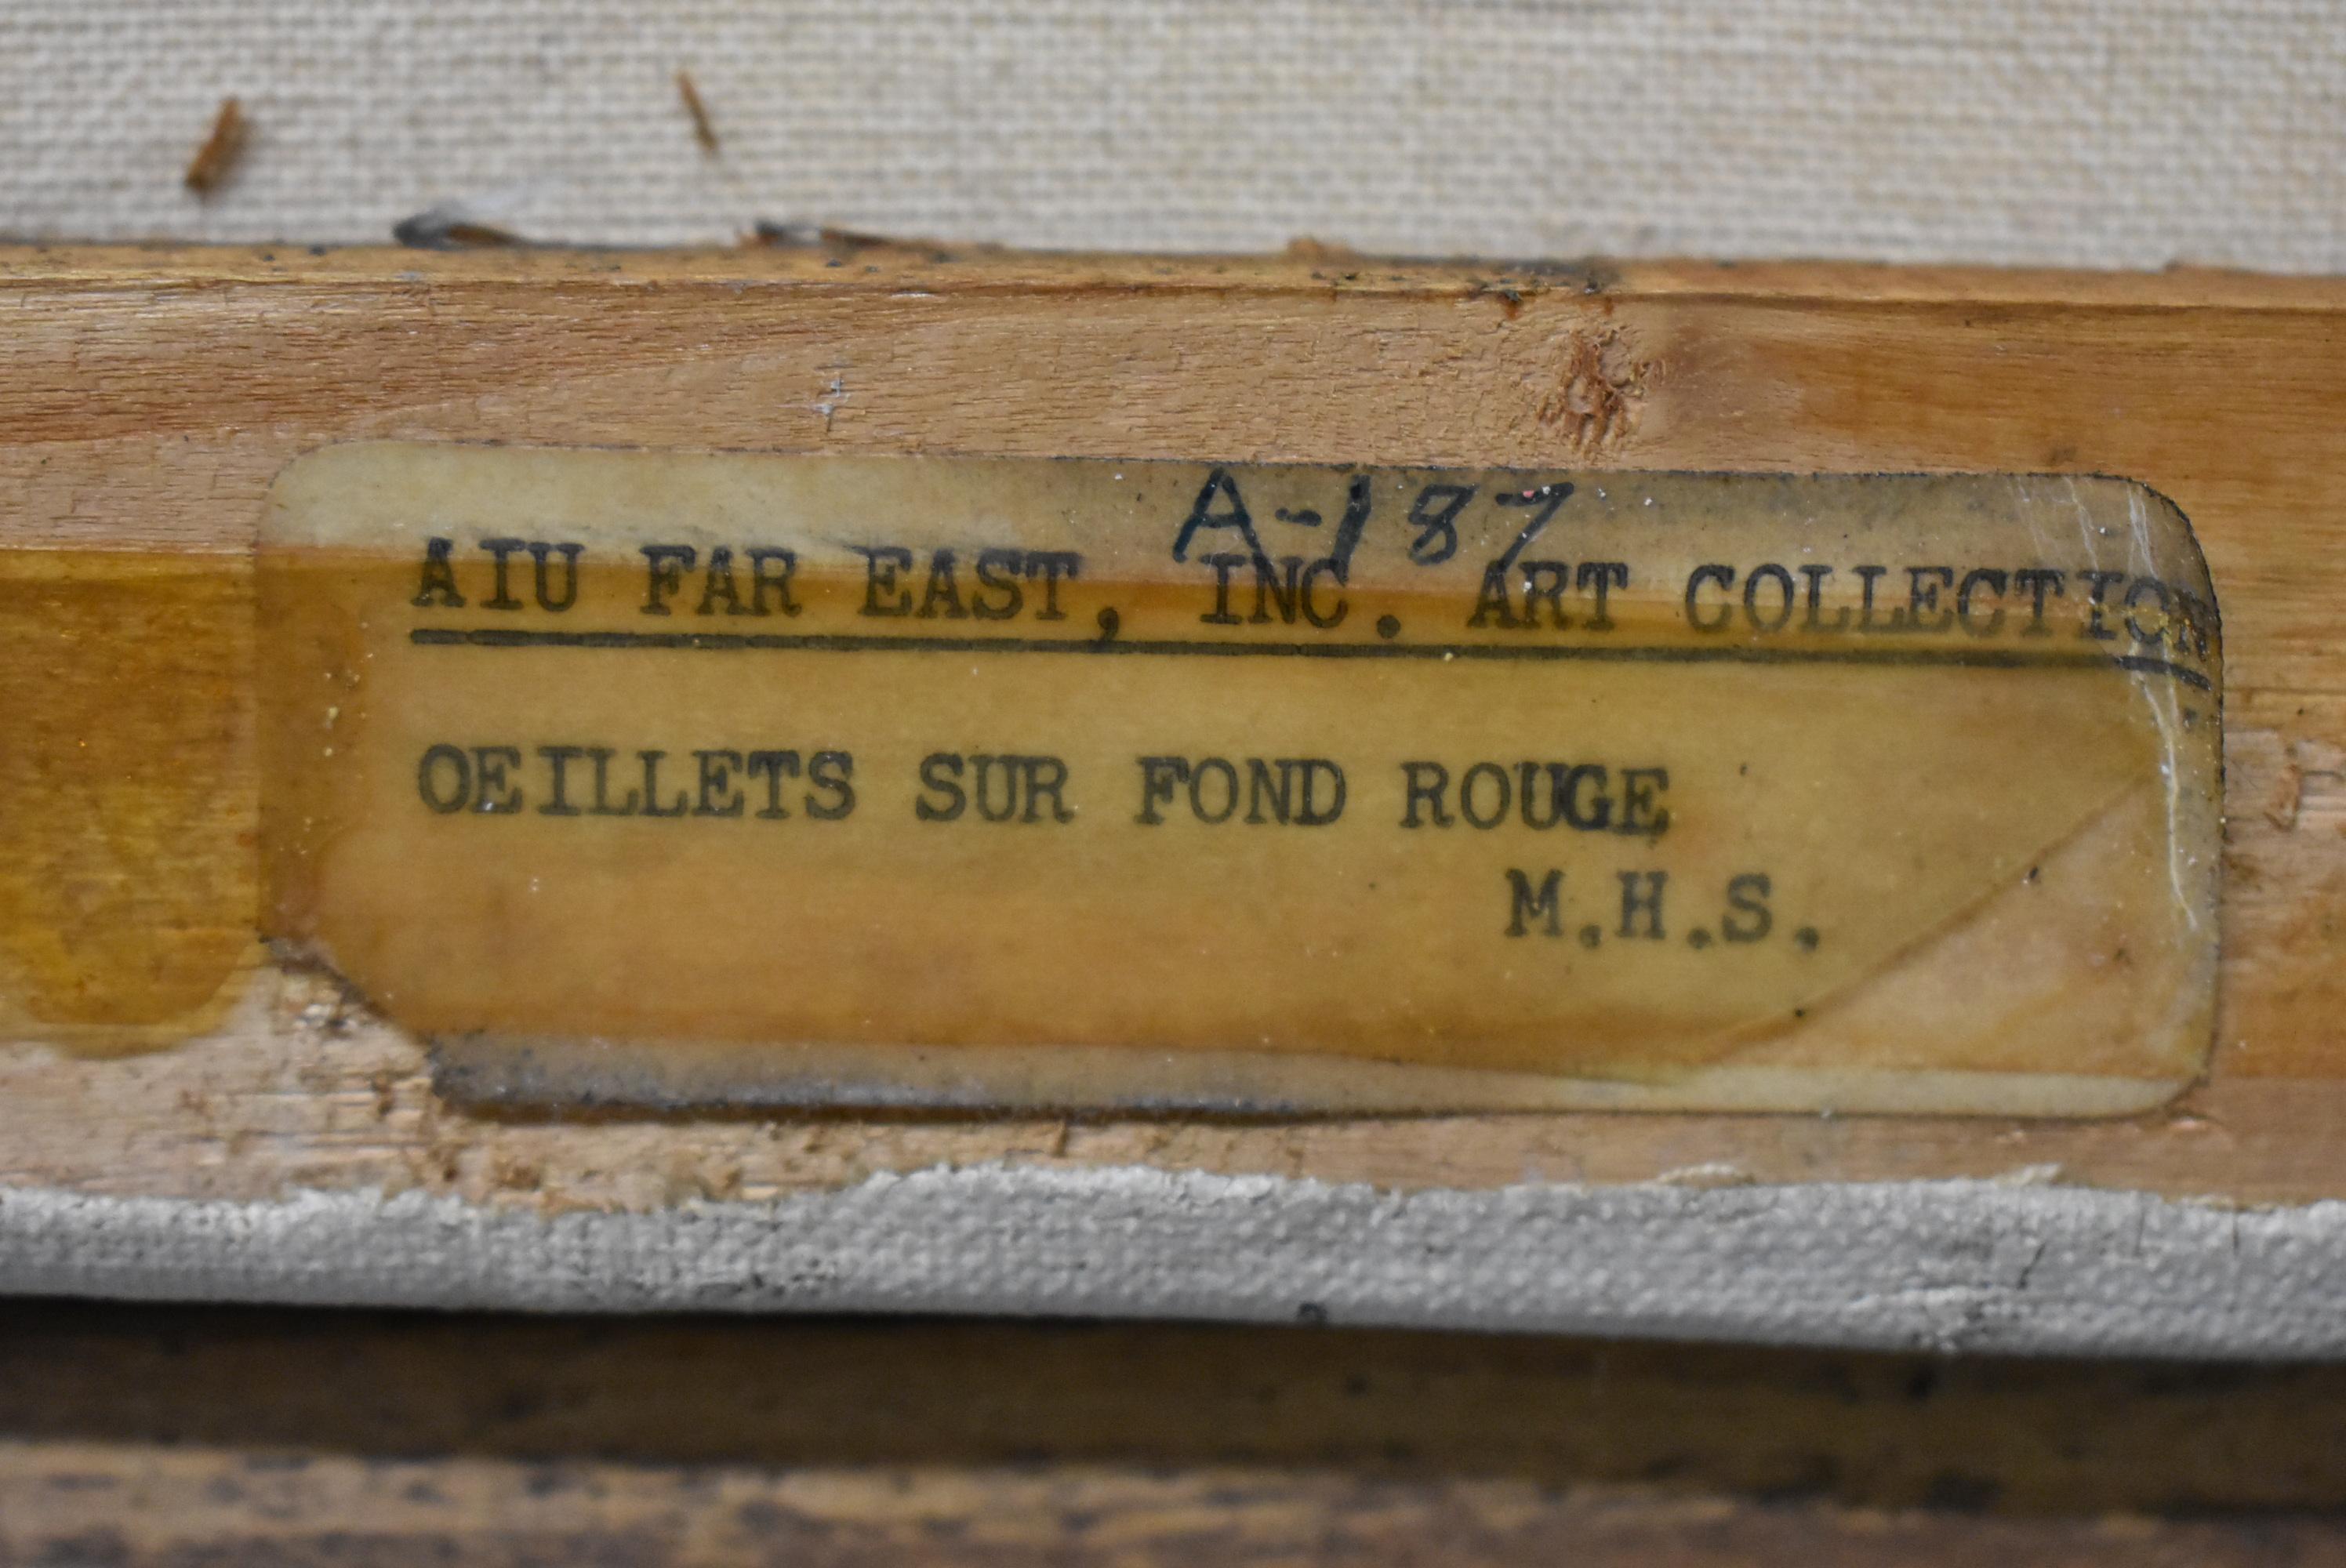 A-187
AIU FAR EAST, INC. ART COLLECTION
OEILLETS SUR FOND ROUGE
M.H.S.